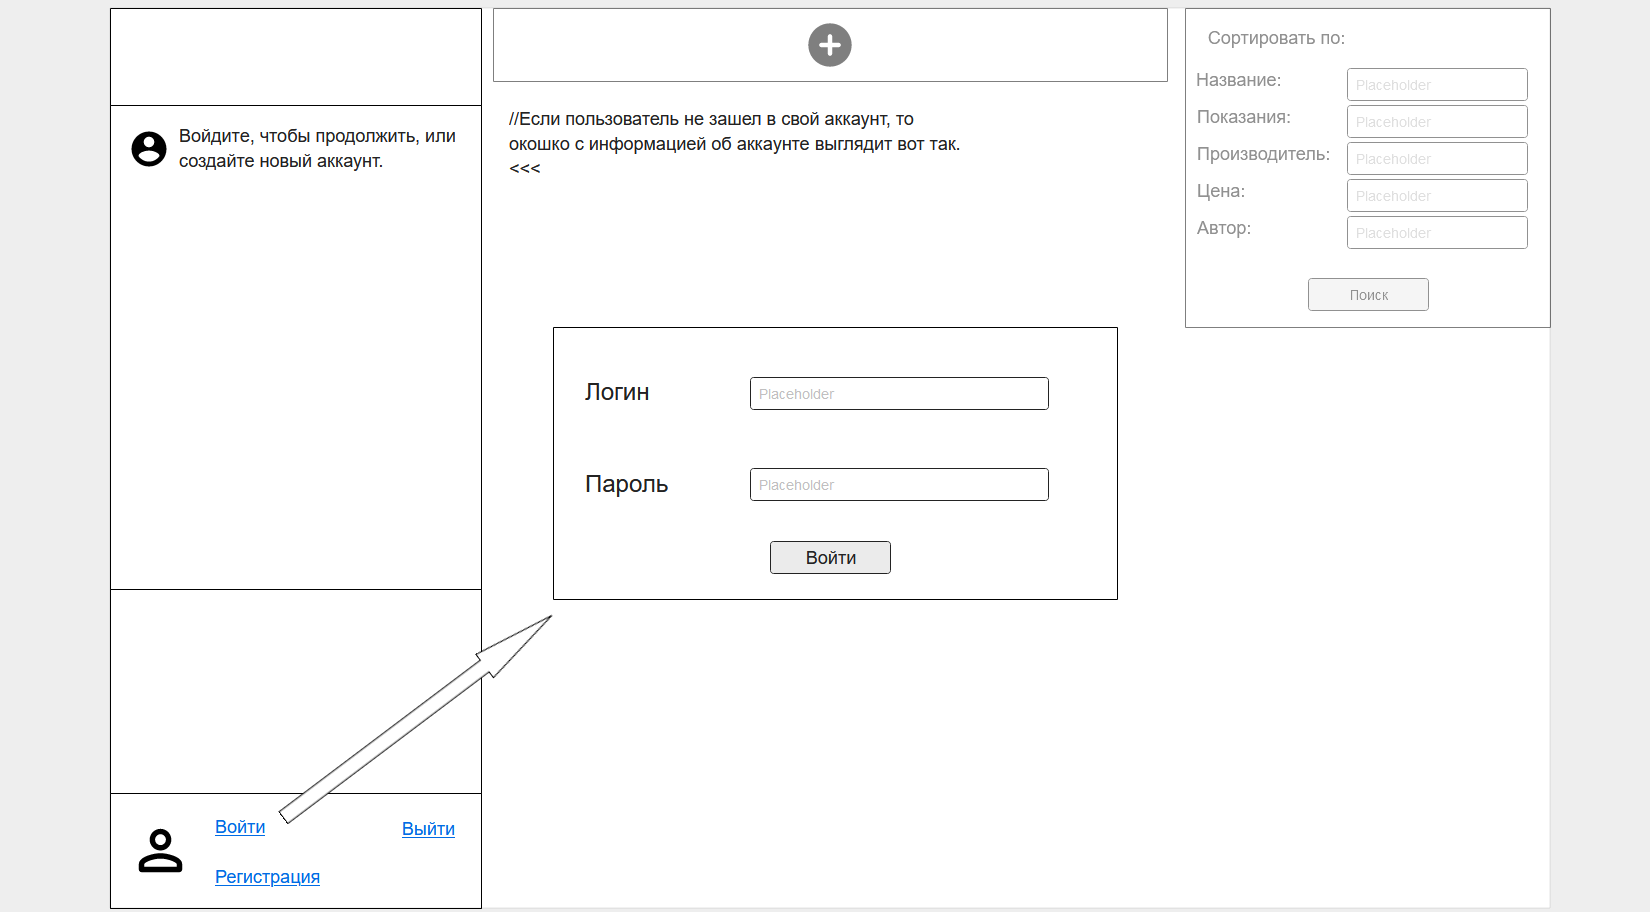 Войдите, чтобы продолжить, или
создайте новый аккаунт.
//Если пользователь не зашел в свой аккаунт, то
окошко с информацией об аккаунте выглядит вот так.
<<<
Сортировать по:
Название: Placeholder
Показания: Placeholder
Производитель: Placeholder
Цена: Placeholder
Автор: Placeholder
Поиск
Логин Placeholder
Пароль Placeholder
Войти
Войти Выйти
Регистрация